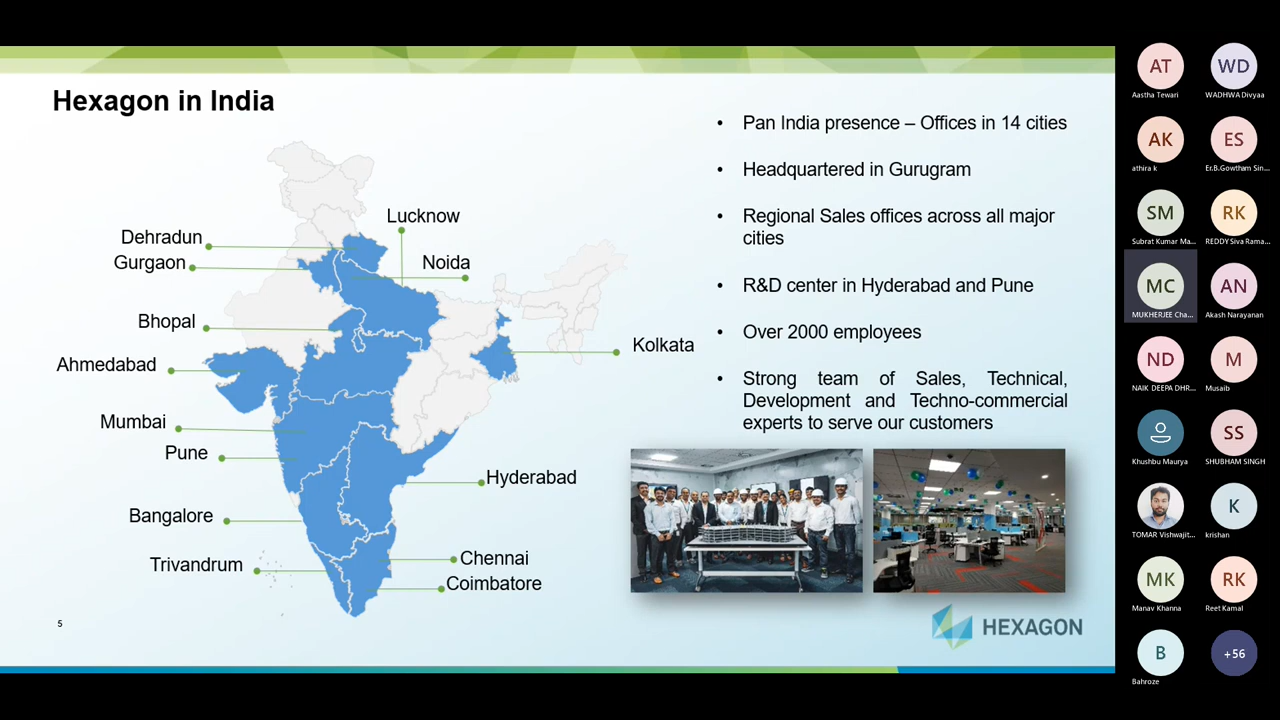 Hexagon in India
Dehradun
Gurgaon
Bhopal
Ahmedabad
Mumbai
Pune
Bangalore
Trivandrum
Lucknow
Noida
Kolkata
Hyderabad
Chennai
Coimbatore
• Pan India presence – Offices in 14 cities
• Headquartered in Gurugram
• Regional Sales offices across all major
cities
• R&D center in Hyderabad and Pune
• Over 2000 employees
• Strong team of Sales, Technical,
Development and Techno-commercial
experts to serve our customers
5
HEXAGON
AT
Aastha Tewari
WD
WADHWA Divyaa
AK
athira k
ES
Er.B.Gowtham Sin...
SM
Subrat Kumar Ma...
RK
REDDY Siva Rama...
MC
MUKHERJEE Cha...
AN
Akash Narayanan
ND
NAIK DEEPA DHR...
M
Musaib
Khushbu Maurya
SS
SHUBHAM SINGH
TOMAR Vishwajit...
K
krishan
MK
Manav Khanna
RK
Reet Kamal
B
Bahroze
+56